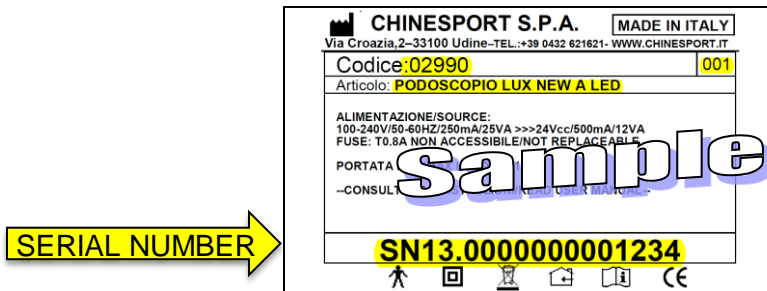 CHINESPORT S.P.A. MADE IN ITALY
Via Croazia,2–33100 Udine–TEL.:+39 0432 621621- WWW.CHINESPORT.IT
Codice:02990 001
Articolo: PODOSCOPIO LUX NEW A LED
ALIMENTAZIONE/SOURCE:
100-240V/50-60HZ/250mA/25VA >>>24Vcc/500mA/12VA
FUSE: T0.8A NON ACCESSIBILE/NOT REPLACEABLE
PORTATA
Sample
--CONSULT /READ USER MANUAL--
SERIAL NUMBER
SN13.0000000001234
CE